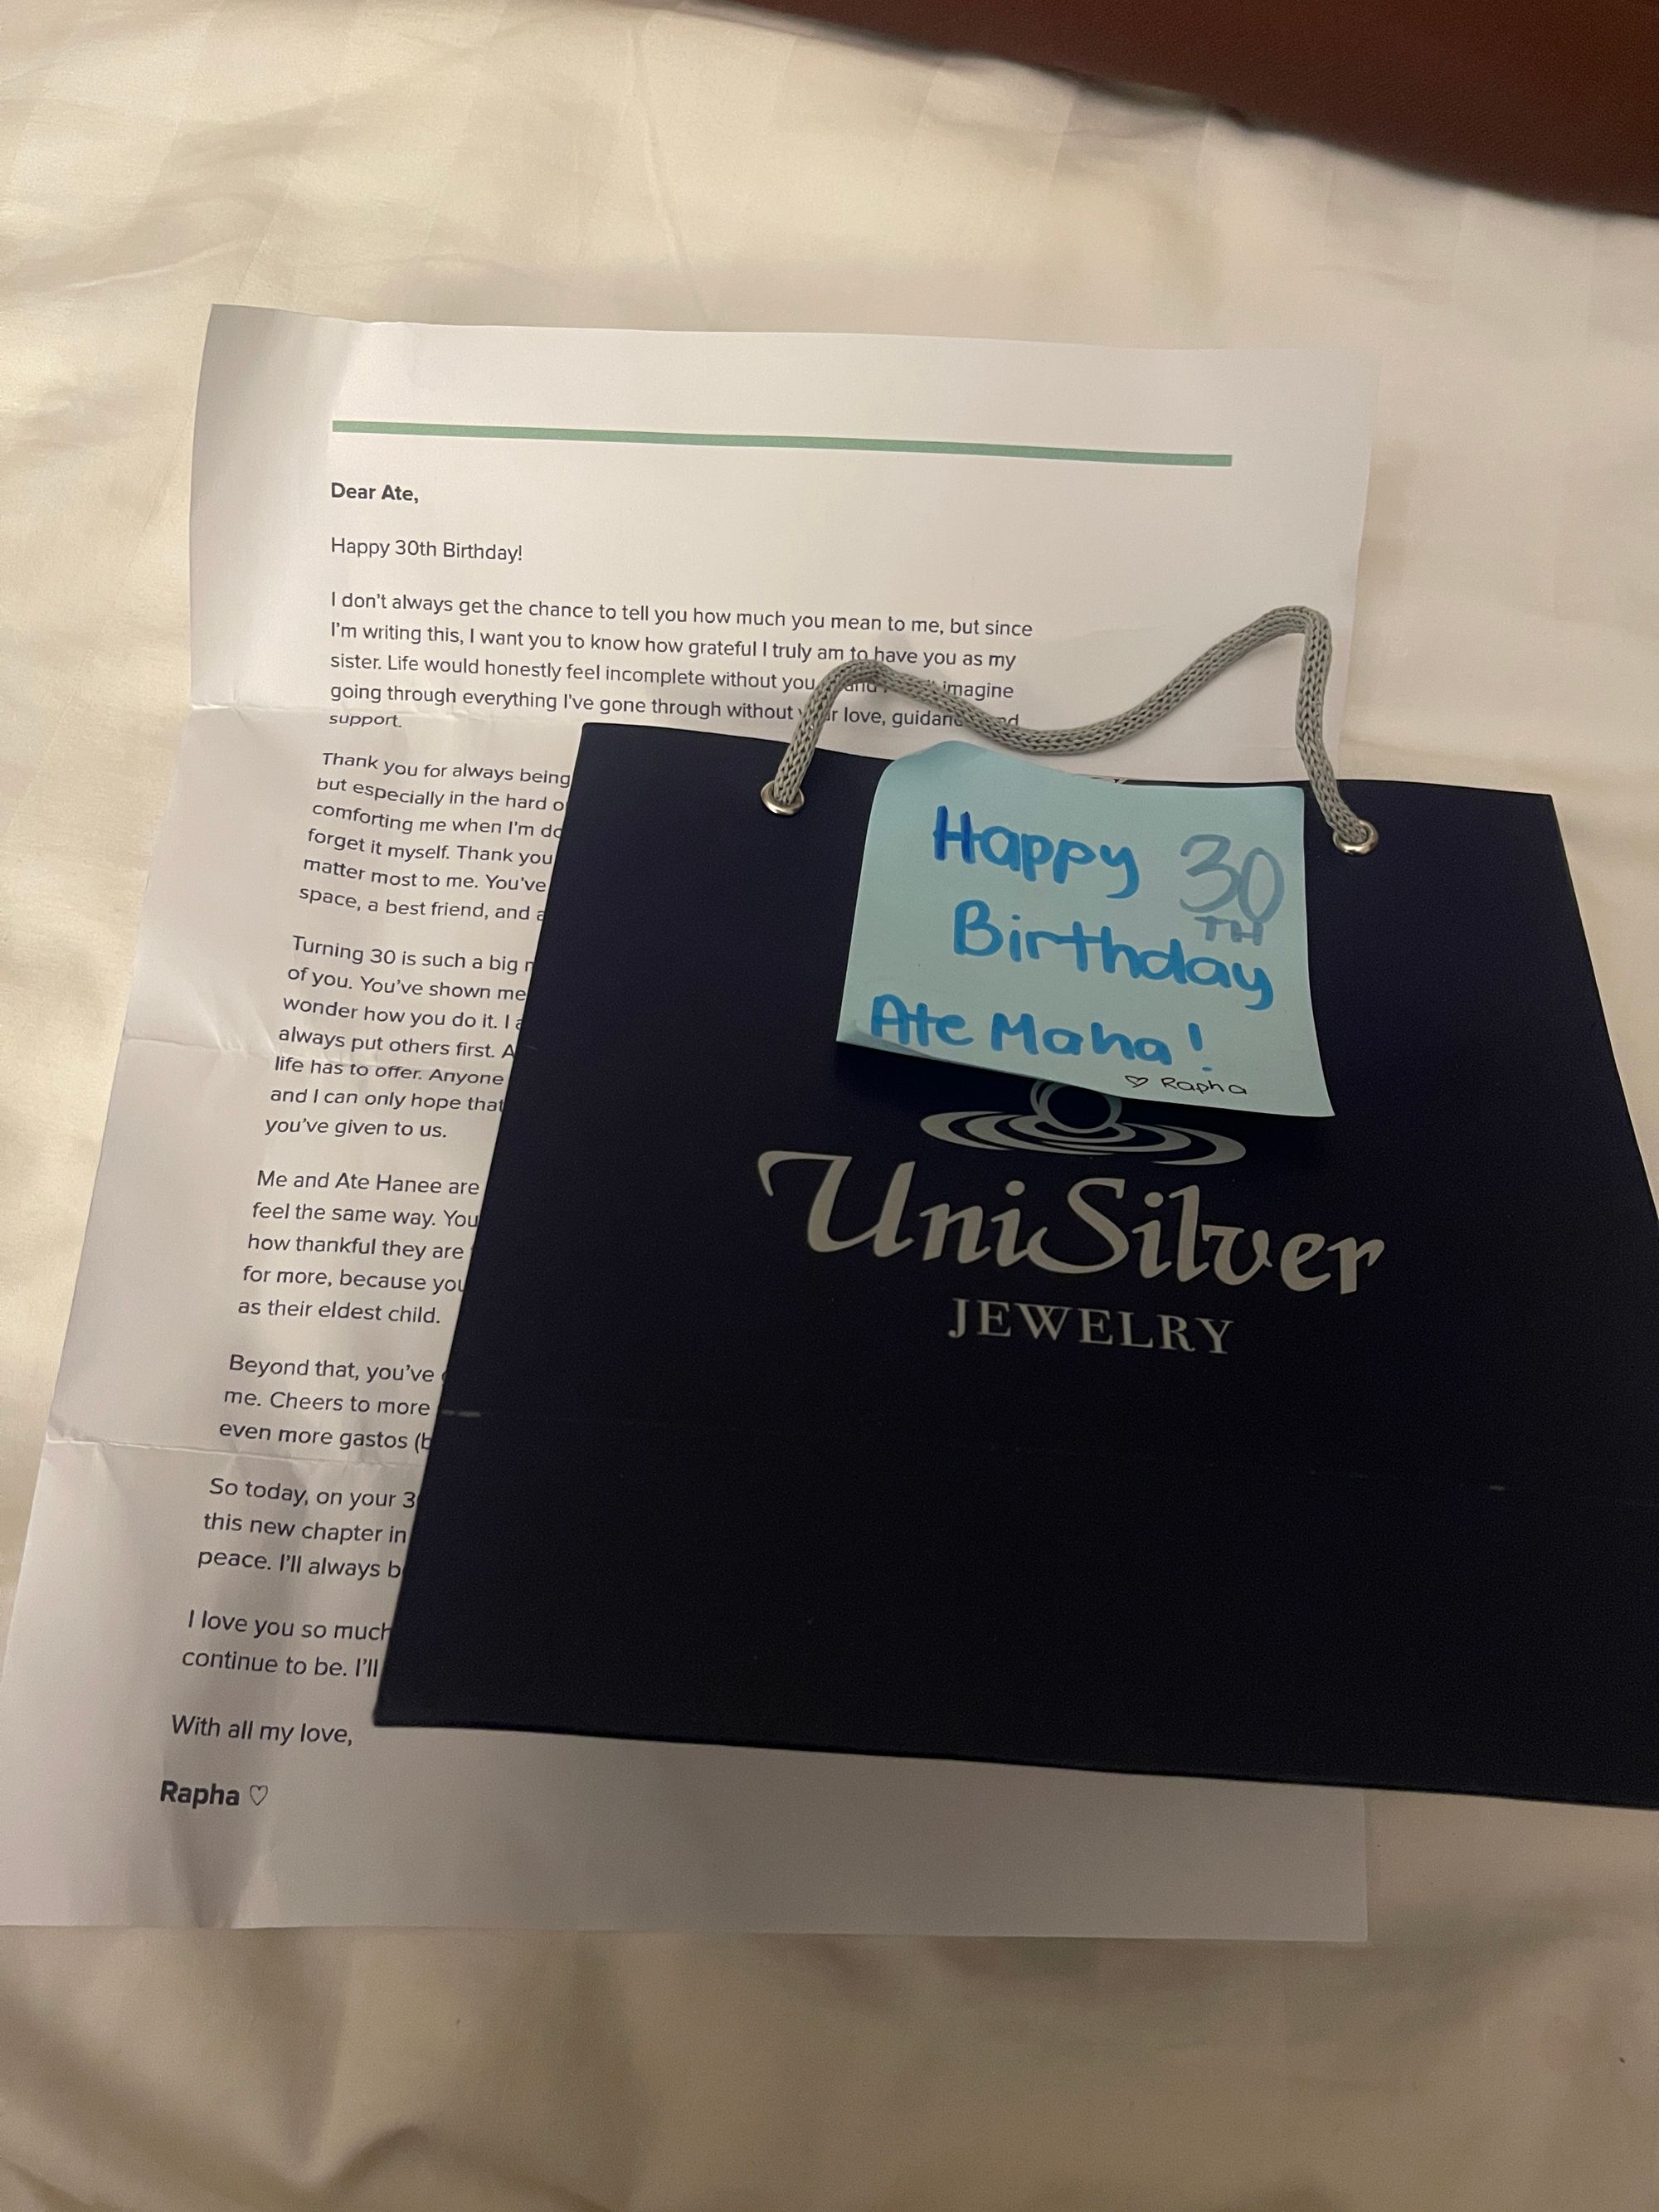 Dear Ate,
Happy 30th Birthday!
I don't always get the chance to tell you how much you mean to me, but since
I'm writing this, I want you to know how grateful I truly am to have you as my
sister. Life would honestly feel incomplete without you, and imagine
going through everything I've gone through without your love, guidance, and
support.
Thank you for always being
but especially in the hard
comforting me when I'm
forget it myself. Thank you
matter most to me. You've
space, a best friend, and
Turning 30 is such a big
of you. You've shown me
wonder how you do it. I
always put others first.
life has to offer. Anyone
and I can only hope that
you've given to us.
Me and Ate Hanee are
feel the same way. You
how thankful they are
for more, because you
as their eldest child.
Beyond that, you've
me. Cheers to more
even more gastos
So today, on your
this new chapter in
peace. I'll always
I love you so much
continue to be. I'll
With all my love,
Rapha ♡
Happy 30TH
Birthday
Ate Maha!
♡ Rapha
UniSilver
JEWELRY